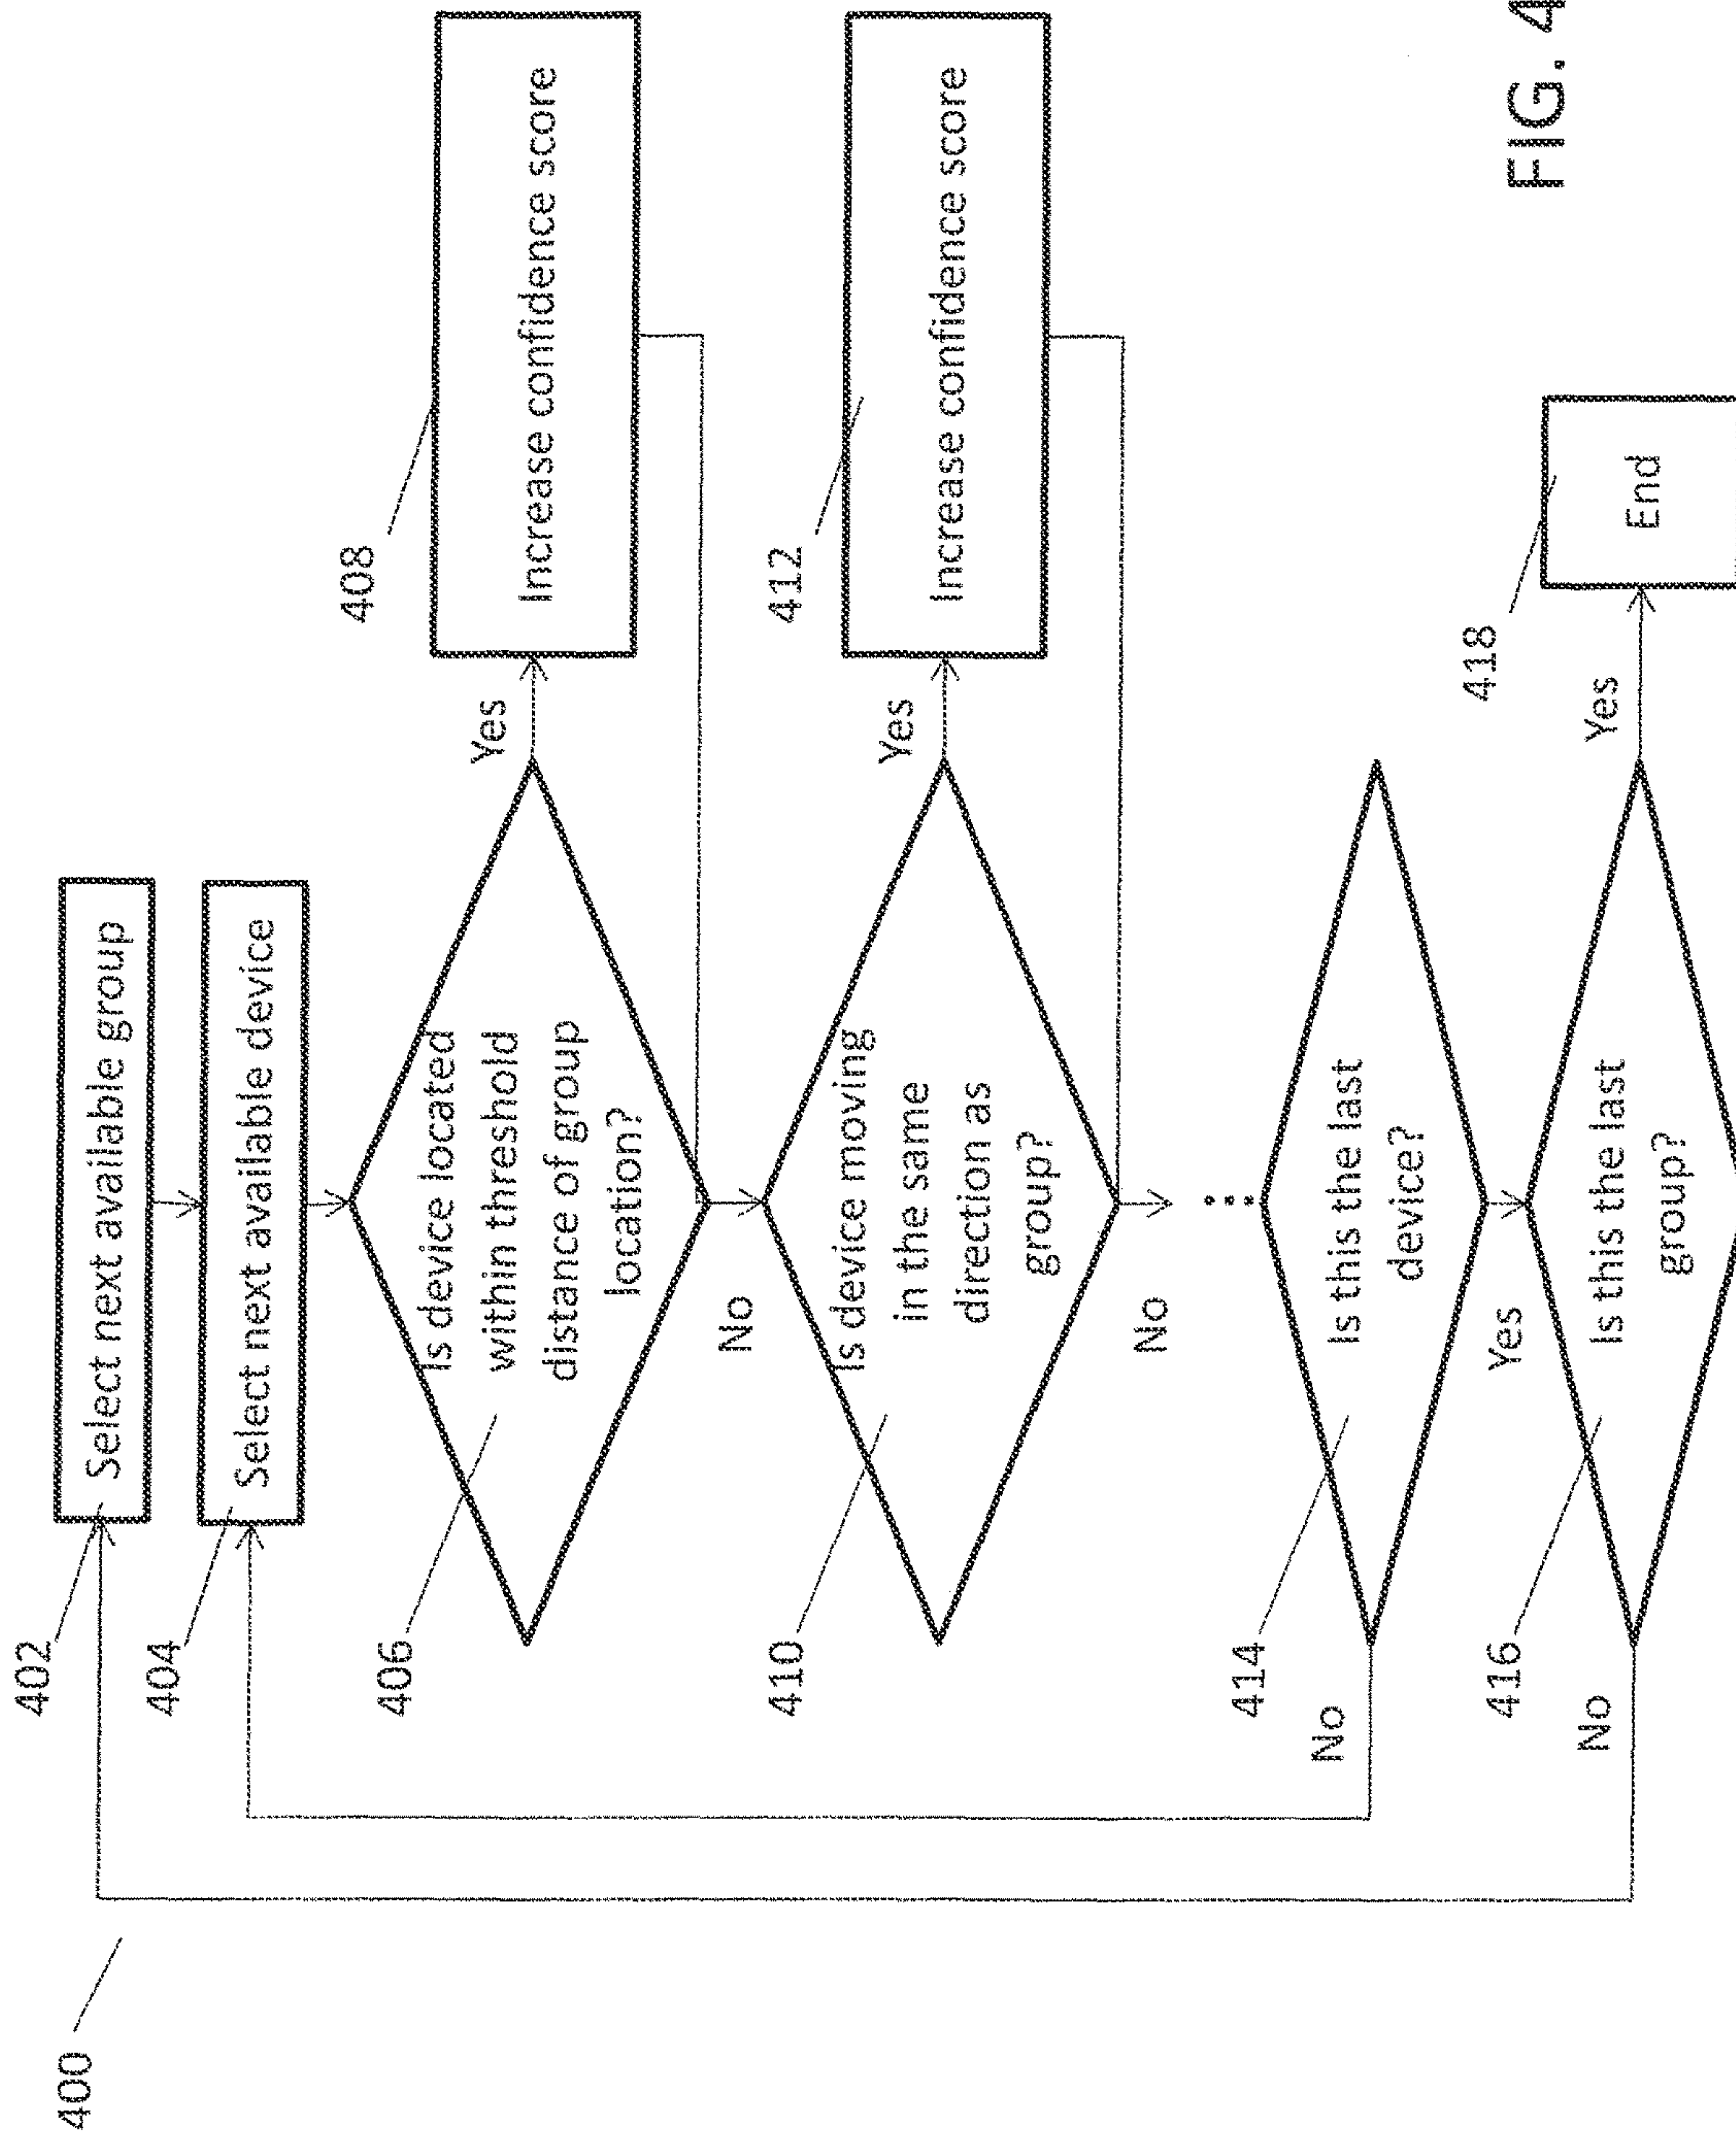 400
402
Select next available group
404
Select next available device
406
Is device located
within threshold
distance of group
location?
Yes
408
Increase confidence score
No
410
Is device moving
in the same
direction as
group?
Yes
412
Increase confidence score
No
414
Is this the last
device?
No
Yes
416
Is this the last
group?
No
Yes
418
End
FIG. 4